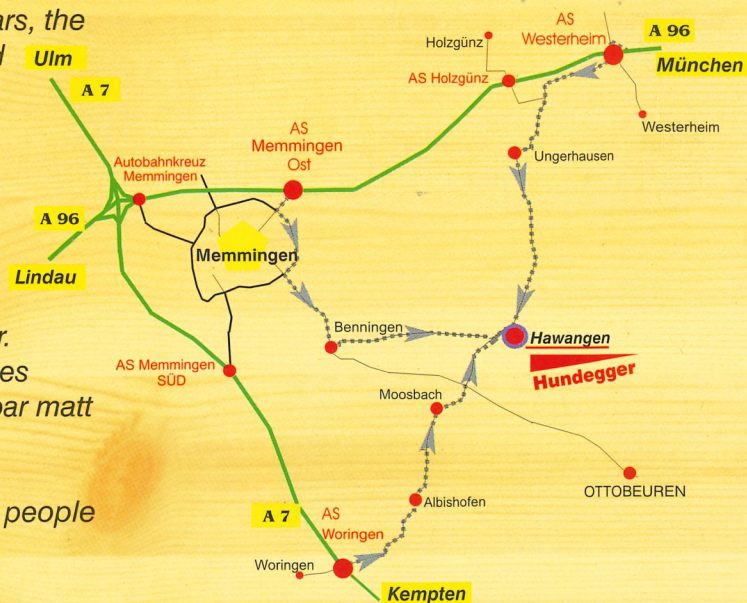 ars, the
d
r.
es
bar matt
people
Ulm
A 7
Autobahnkreuz
Memmingen
A 96
Lindau
AS
Memmingen
Ost
Memmingen
AS Memmingen
SÜD
Holzgünz
AS Holzgünz
AS
Westerheim
A 96
München
Westerheim
Ungerhausen
Benningen
Hawangen
Hundegger
Moosbach
OTTOBEUREN
Albishofen
A 7
AS
Woringen
Woringen
Kempten